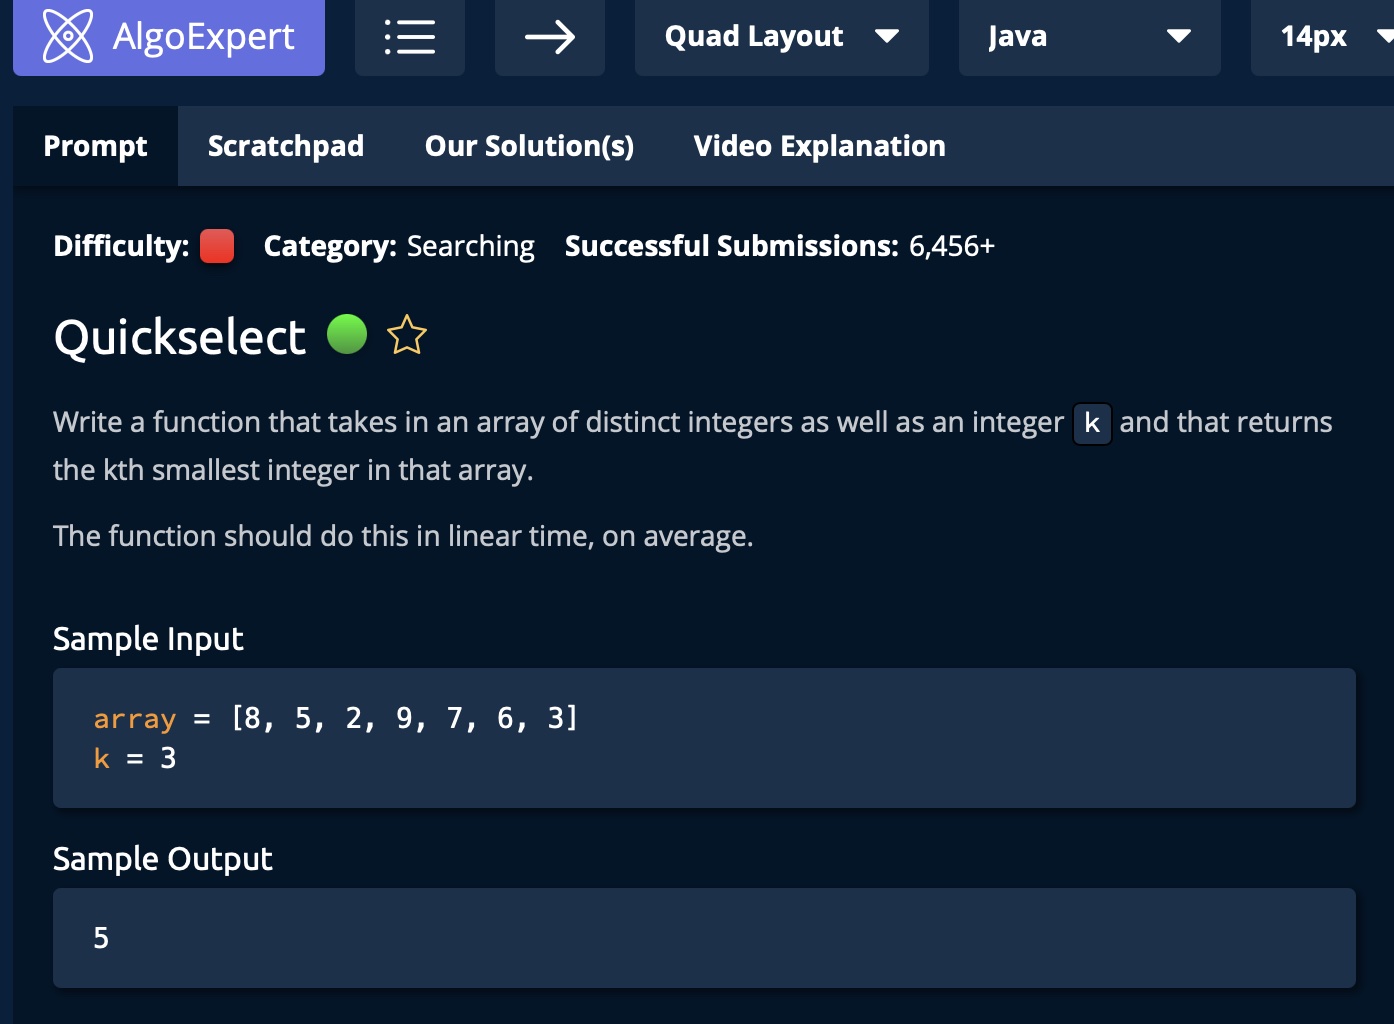 AlgoExpert Quad Layout Java 14px
Prompt Scratchpad Our Solution(s) Video Explanation
Difficulty: Category: Searching Successful Submissions: 6,456+
Quickselect
Write a function that takes in an array of distinct integers as well as an integer k and that returns
the kth smallest integer in that array.
The function should do this in linear time, on average.
Sample Input
array = [8, 5, 2, 9, 7, 6, 3]
k = 3
Sample Output
5